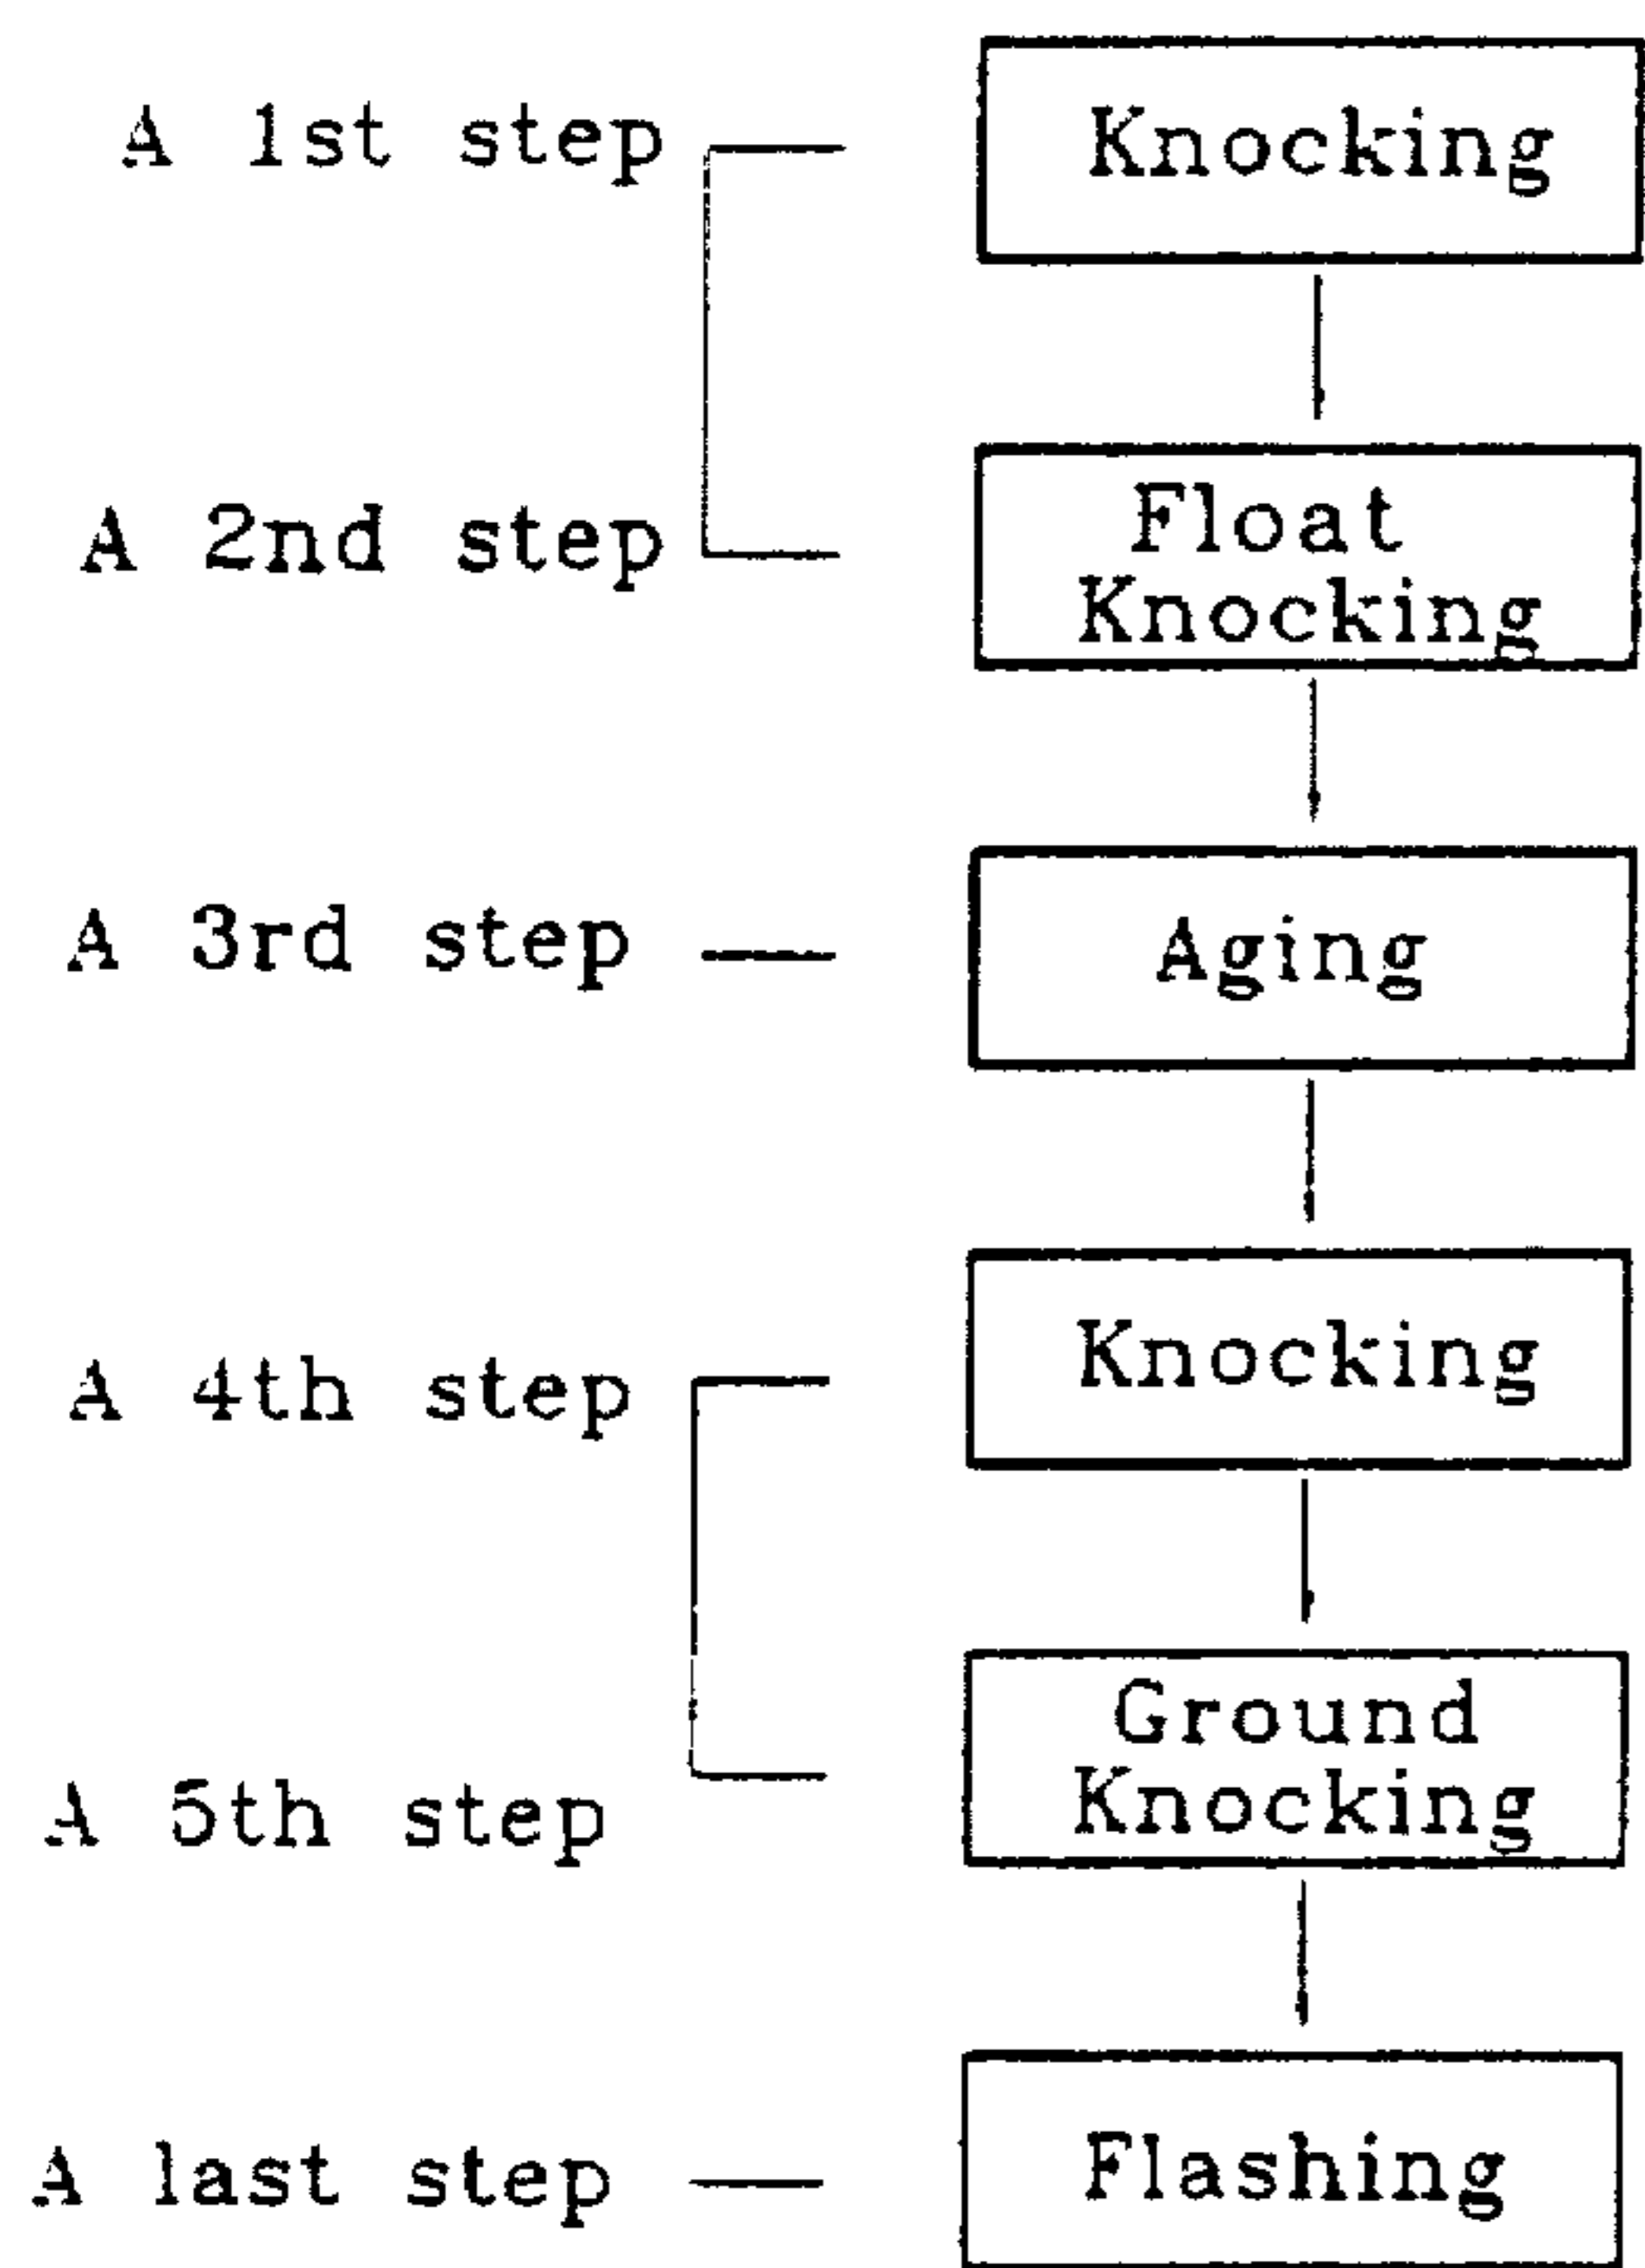 A 1st step
Knocking
A 2nd step
Float
Knocking
A 3rd step
Aging
A 4th step
Knocking
A 5th step
Ground
Knocking
A last step
Flashing